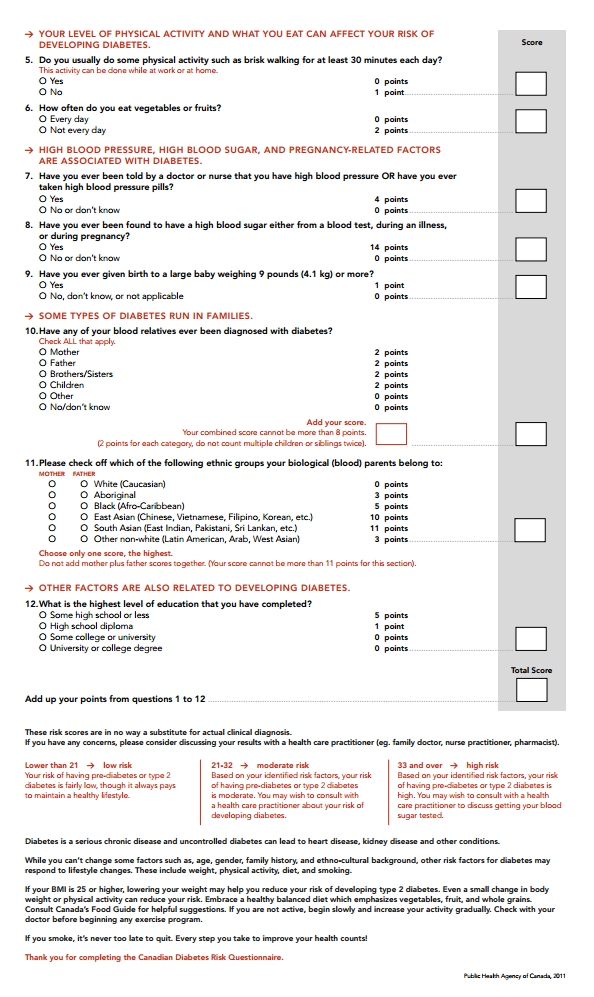 → YOUR LEVEL OF PHYSICAL ACTIVITY AND WHAT YOU EAT CAN AFFECT YOUR RISK OF
DEVELOPING DIABETES.
Score
5. Do you usually do some physical activity such as brisk walking for at least 30 minutes each day?
This activity can be done while at work or at home.
O Yes 0 points
O No 1 point
6. How often do you eat vegetables or fruits?
O Every day 0 points
O Not every day 2 points
→ HIGH BLOOD PRESSURE, HIGH BLOOD SUGAR, AND PREGNANCY-RELATED FACTORS
ARE ASSOCIATED WITH DIABETES.
7. Have you ever been told by a doctor or nurse that you have high blood pressure OR have you ever
taken high blood pressure pills?
O Yes 4 points
O No or don't know 0 points
8. Have you ever been found to have a high blood sugar either from a blood test, during an illness,
or during pregnancy?
O Yes 14 points
O No or don't know 0 points
9. Have you ever given birth to a large baby weighing 9 pounds (4.1 kg) or more?
O Yes 1 point
O No, don't know, or not applicable 0 points
→ SOME TYPES OF DIABETES RUN IN FAMILIES.
10. Have any of your blood relatives ever been diagnosed with diabetes?
Check ALL that apply.
O Mother 2 points
O Father 2 points
O Brothers/Sisters 2 points
O Children 2 points
O Other 0 points
O No/don't know 0 points
Add your score.
Your combined score cannot be more than 8 points.
(2 points for each category, do not count multiple children or siblings twice).
11. Please check off which of the following ethnic groups your biological (blood) parents belong to:
MOTHER FATHER
O O White (Caucasian) 0 points
O O Aboriginal 3 points
O O Black (Afro-Caribbean) 5 points
O O East Asian (Chinese, Vietnamese, Filipino, Korean, etc.) 10 points
O O South Asian (East Indian, Pakistani, Sri Lankan, etc.) 11 points
O O Other non-white (Latin American, Arab, West Asian) 3 points
Choose only one score, the highest.
Do not add mother plus father scores together. (Your score cannot be more than 11 points for this section).
→ OTHER FACTORS ARE ALSO RELATED TO DEVELOPING DIABETES.
12. What is the highest level of education that you have completed?
O Some high school or less 5 points
O High school diploma 1 point
O Some college or university 0 points
O University or college degree 0 points
Total Score
Add up your points from questions 1 to 12
These risk scores are in no way a substitute for actual clinical diagnosis.
If you have any concerns, please consider discussing your results with a health care practitioner (eg. family doctor, nurse practitioner, pharmacist).
Lower than 21 → low risk
Your risk of having pre-diabetes or type 2
diabetes is fairly low, though it always pays
to maintain a healthy lifestyle.
21-32 → moderate risk
Based on your identified risk factors, your risk
of having pre-diabetes or type 2 diabetes
is moderate. You may wish to consult with
a health care practitioner about your risk of
developing diabetes.
33 and over → high risk
Based on your identified risk factors, your risk
of having pre-diabetes or type 2 diabetes is
high. You may wish to consult with a health
care practitioner to discuss getting your blood
sugar tested.
Diabetes is a serious chronic disease and uncontrolled diabetes can lead to heart disease, kidney disease and other conditions.
While you can't change some factors such as, age, gender, family history, and ethno-cultural background, other risk factors for diabetes may
respond to lifestyle changes. These include weight, physical activity, diet, and smoking.
If your BMI is 25 or higher, lowering your weight may help you reduce your risk of developing type 2 diabetes. Even a small change in body
weight or physical activity can reduce your risk. Embrace a healthy balanced diet which emphasizes vegetables, fruit, and whole grains.
Consult Canada's Food Guide for helpful suggestions. If you are not active, begin slowly and increase your activity gradually. Check with your
doctor before beginning any exercise program.
If you smoke, it's never too late to quit. Every step you take to improve your health counts!
Thank you for completing the Canadian Diabetes Risk Questionnaire.
Public Health Agency of Canada, 2011